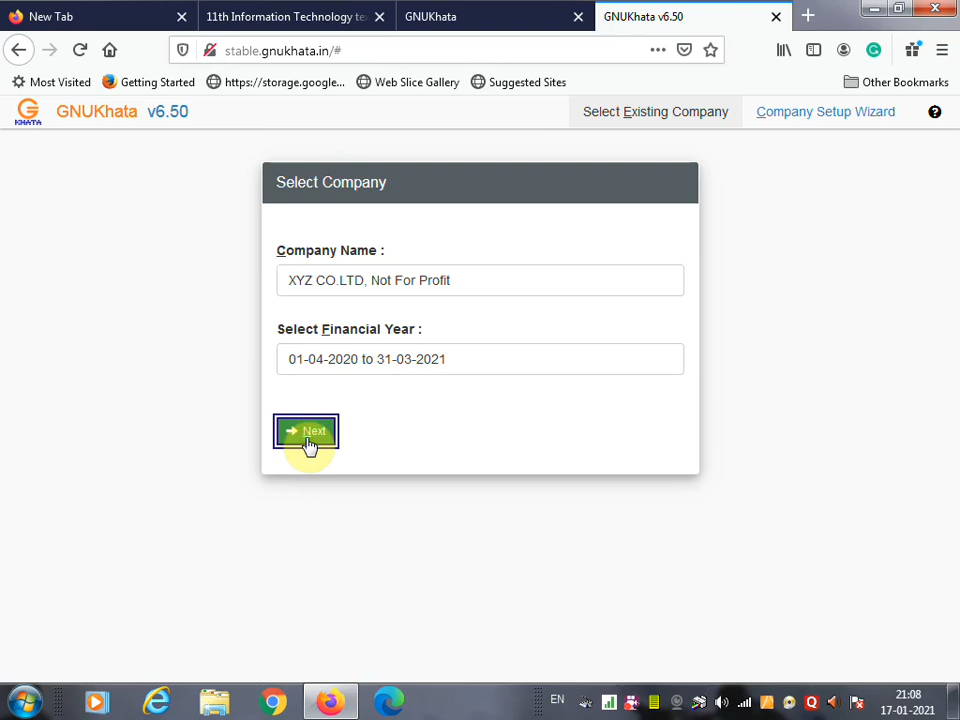 New Tab
11th Information Technology te
GNUKhata
GNUKhata v6.50
stable.gnukhata.in/#
Most Visited
Getting Started
https://storage.google...
Web Slice Gallery
Suggested Sites
Other Bookmarks
KHATA
GNUKhata v6.50
Select Existing Company
Company Setup Wizard
Select Company
Company Name :
XYZ CO.LTD, Not For Profit
Select Financial Year :
01-04-2020 to 31-03-2021
Next
EN
21:08
17-01-2021